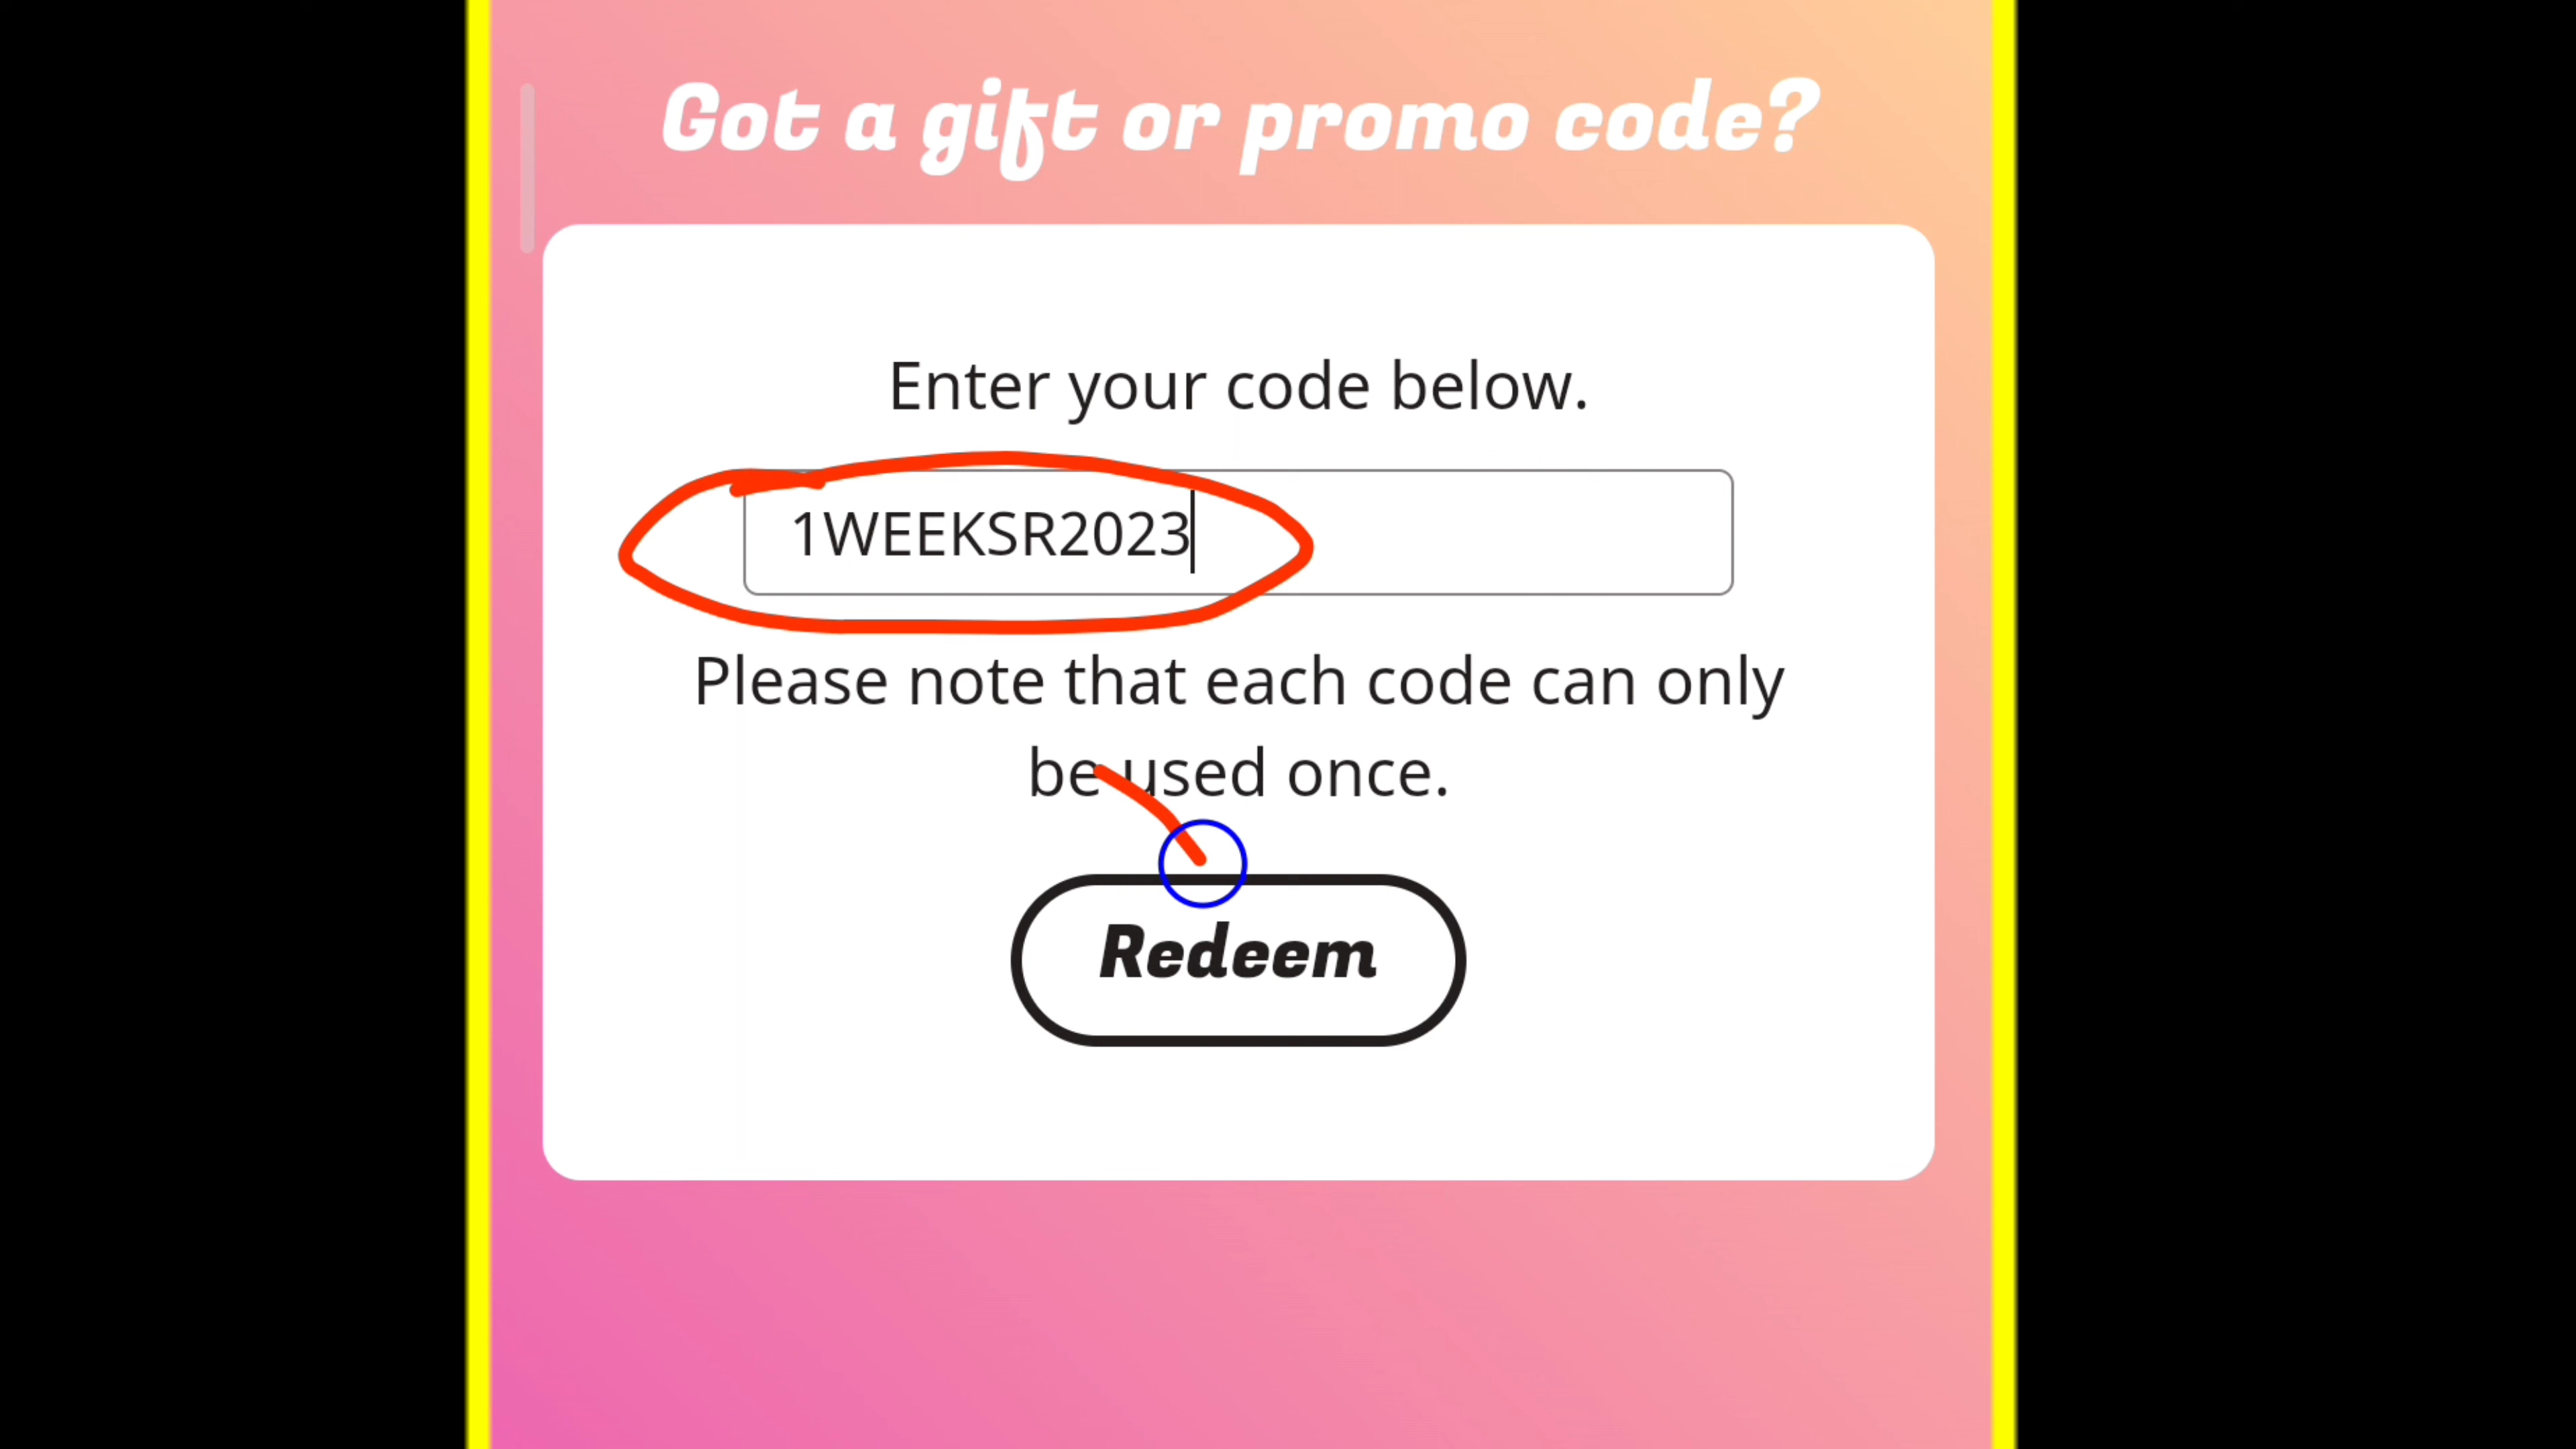 Got a gift or promo code?
Enter your code below.
1WEEKSR2023
Please note that each code can only
be used once.
Redeem